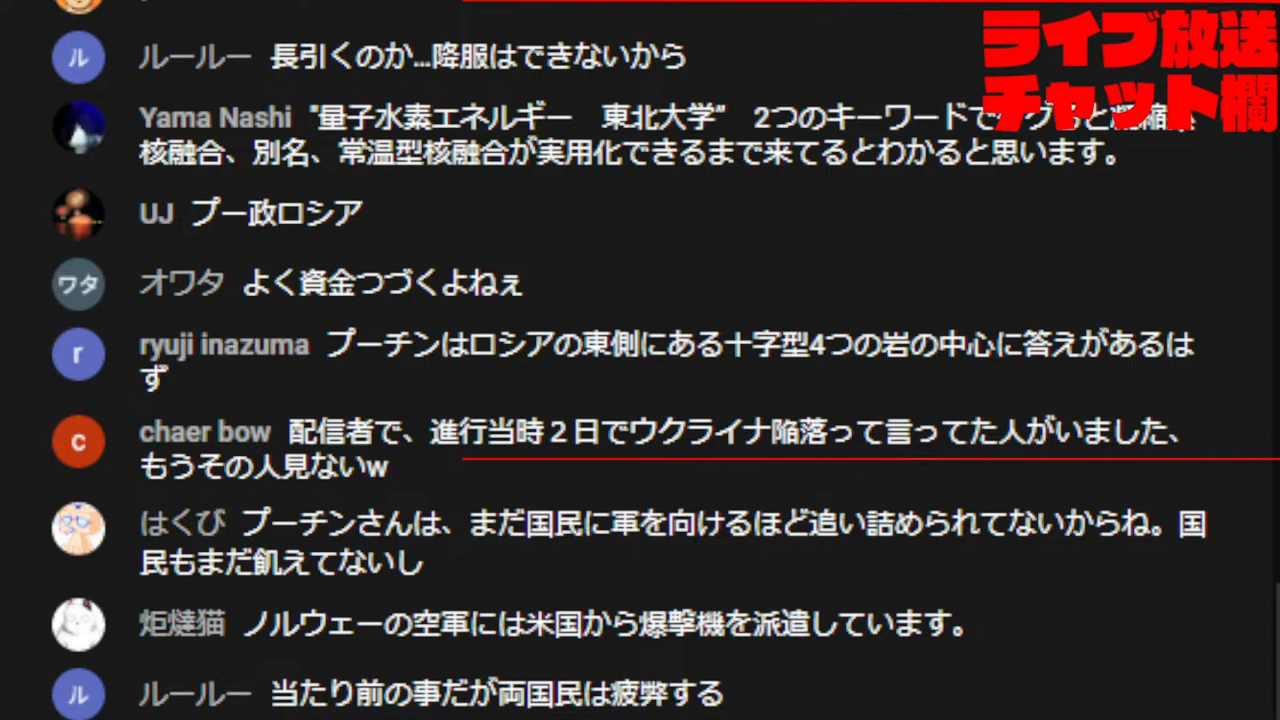 ライブ放送
チャット欄
ル ルールー 長引くのか...降服はできないから
Yama Nashi "量子水素エネルギー　東北大学”　2つのキーワードで
核融合、別名、常温型核融合が実用化できるまで来てるとわかると思います。
UJ プー政ロシア
ワタ オワタ よく資金つづくよねぇ
r ryuji inazuma プーチンはロシアの東側にある十字型4つの岩の中心に答えがあるは
ず
c chaer bow 配信者で、進行当時２日でウクライナ陥落って言ってた人がいました、
もうその人見ないw
はくび プーチンさんは、まだ国民に軍を向けるほど追い詰められてないからね。国
民もまだ飢えてないし
炬燵猫 ノルウェーの空軍には米国から爆撃機を派遣しています。
ル ルールー 当たり前の事だが両国民は疲弊する